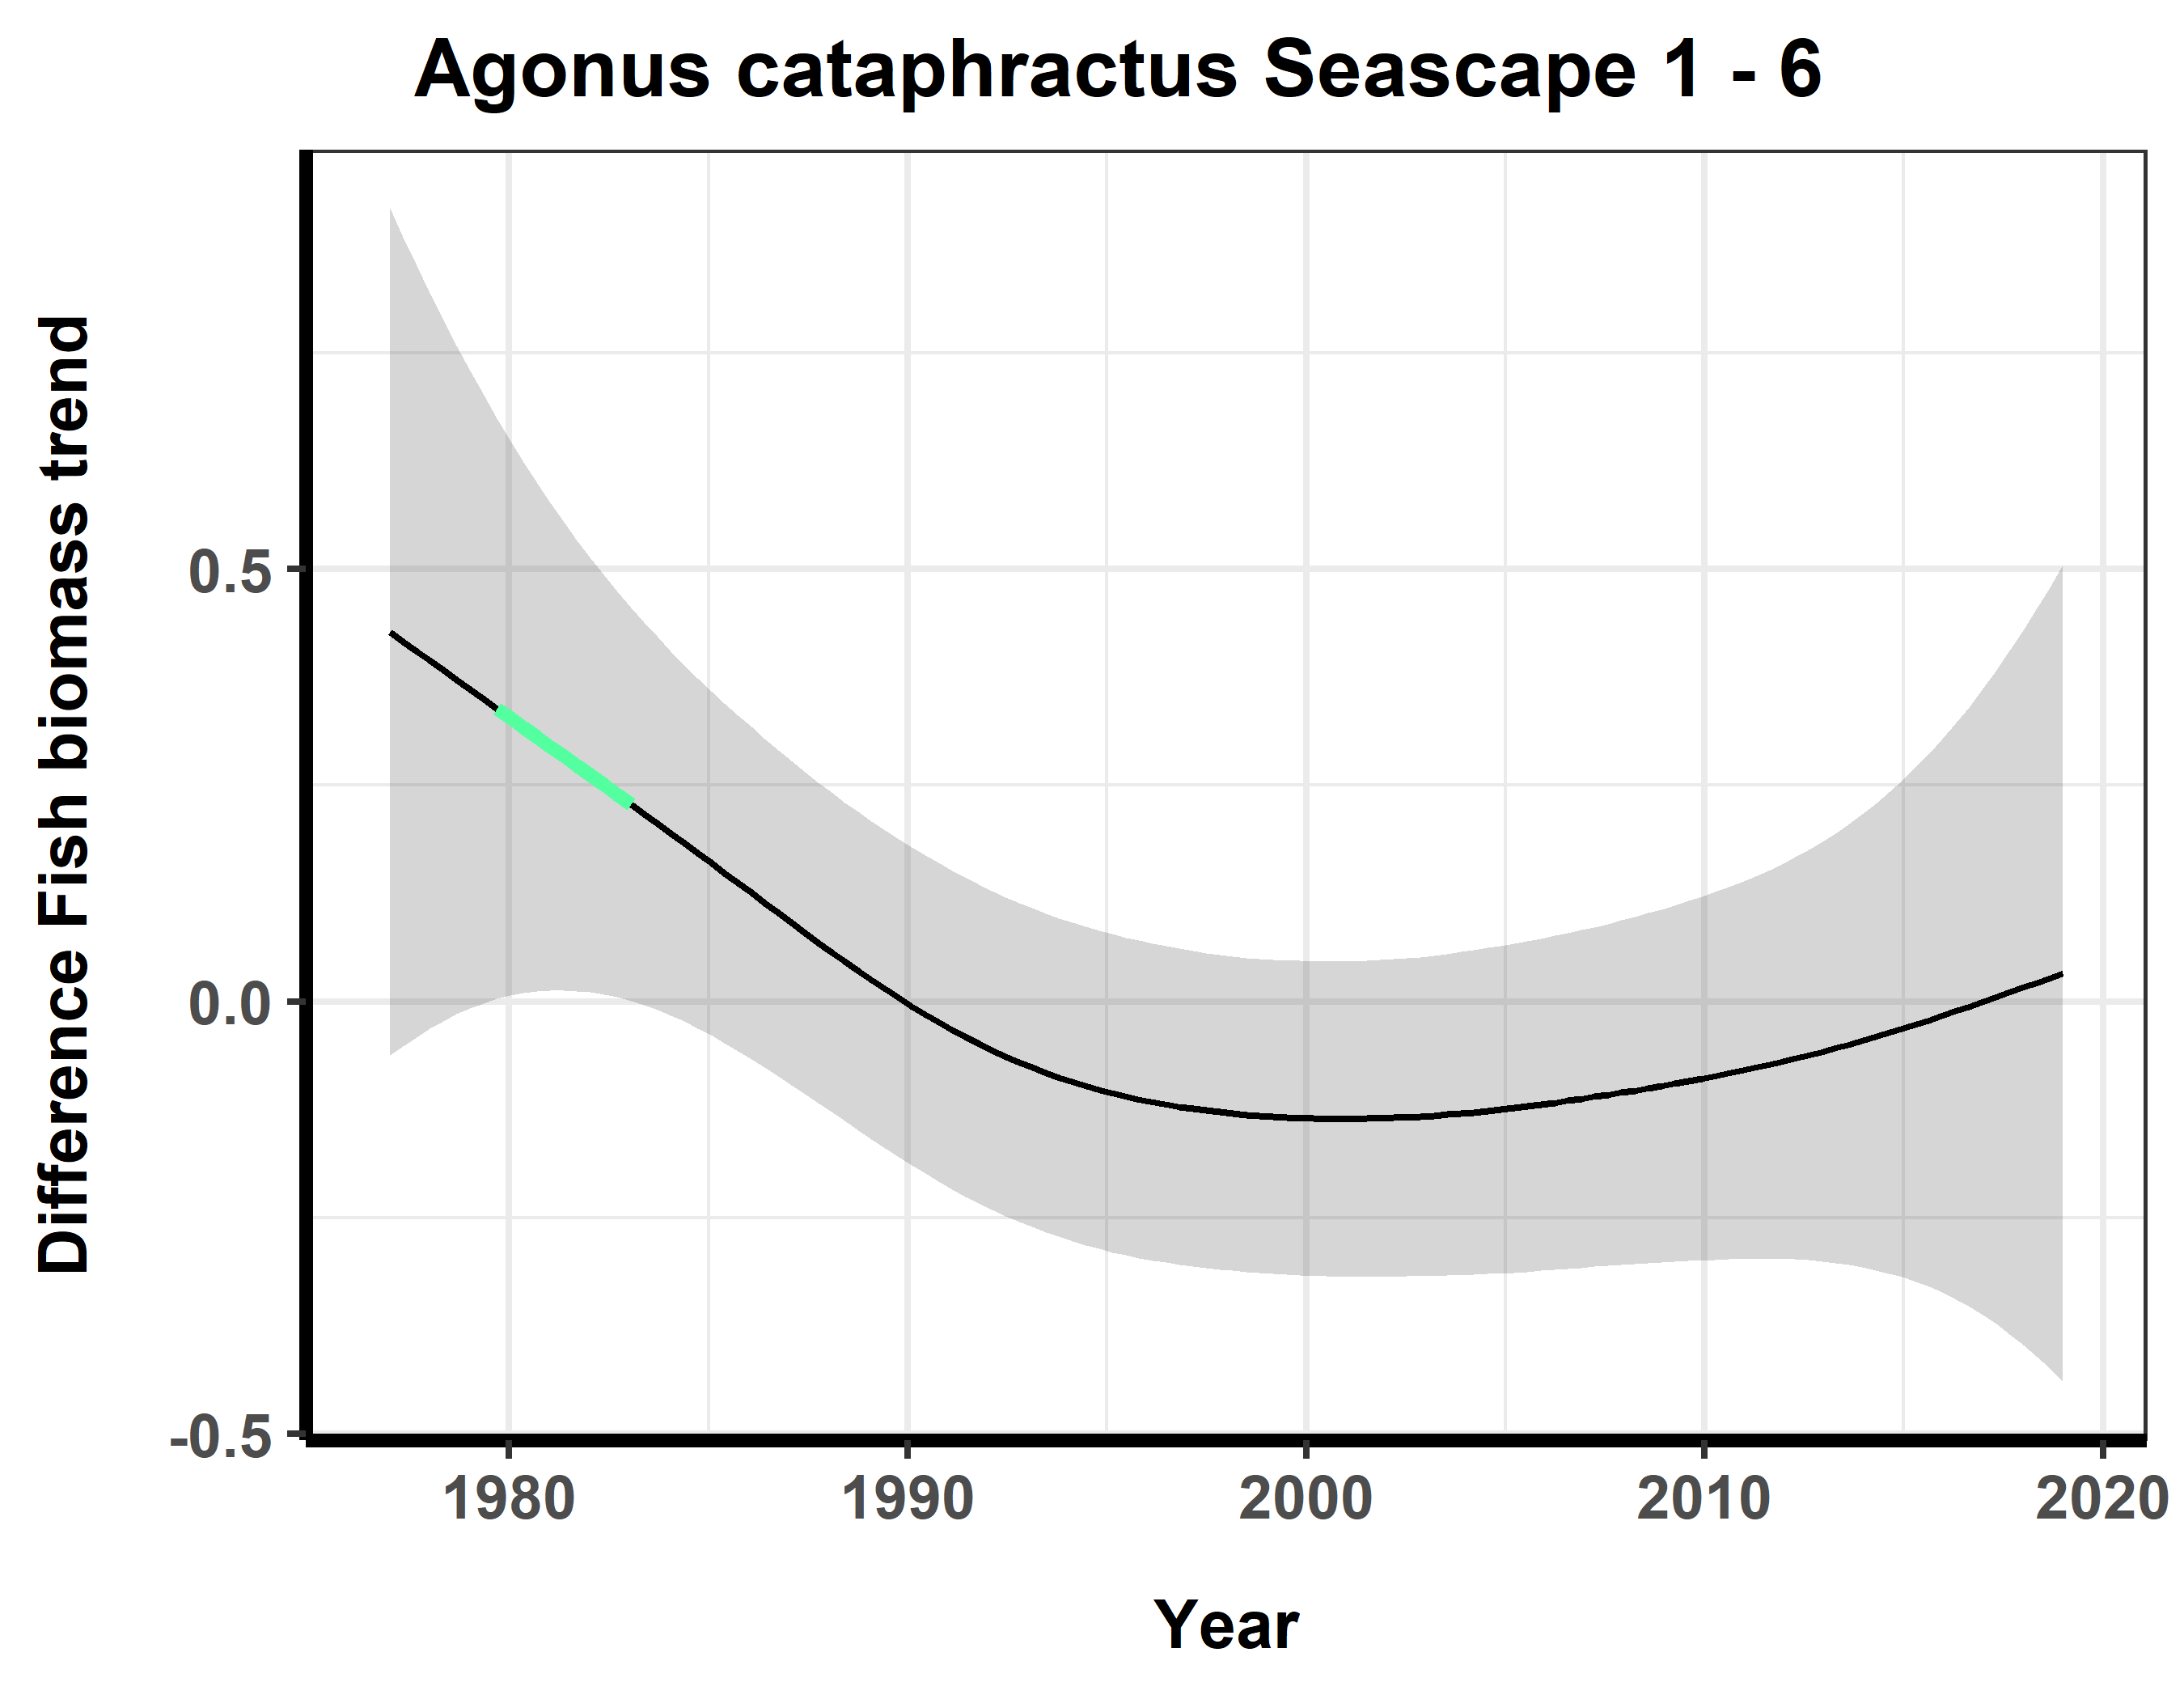 Agonus cataphractus Seascape 1 - 6
Difference Fish biomass trend
0.5
0.0
-0.5
1980
1990
2000
2010
2020
Year